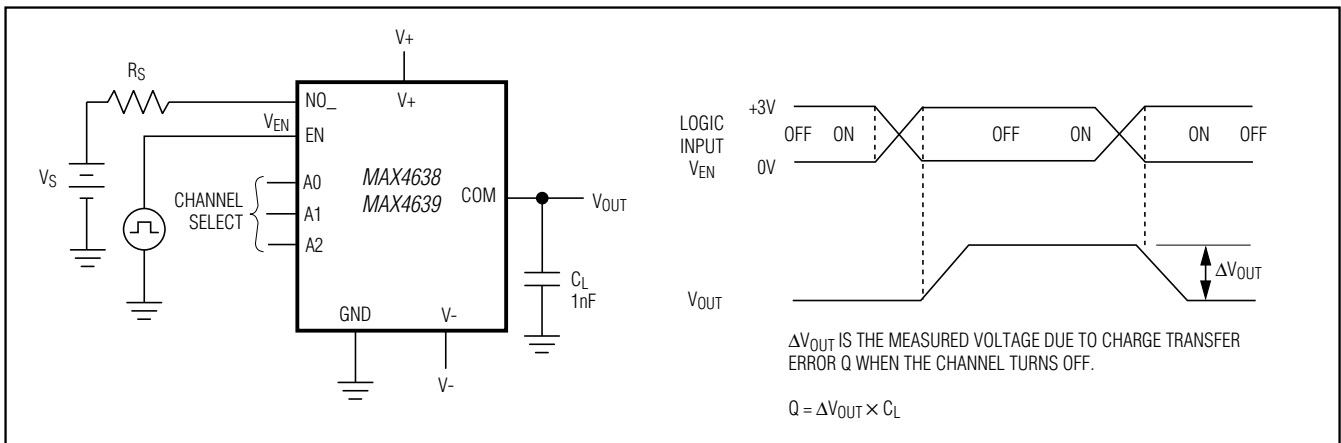 V+
RS
NO_
V+
VEN
EN
VS
A0
CHANNEL
SELECT
A1
A2
MAX4638
MAX4639
COM
VOUT
CL
1nF
GND
V-
V-
LOGIC
INPUT
VEN
+3V
0V
OFF ON OFF ON ON OFF
VOUT
ΔVOUT
ΔVOUT IS THE MEASURED VOLTAGE DUE TO CHARGE TRANSFER
ERROR Q WHEN THE CHANNEL TURNS OFF.
Q = ΔVOUT × CL